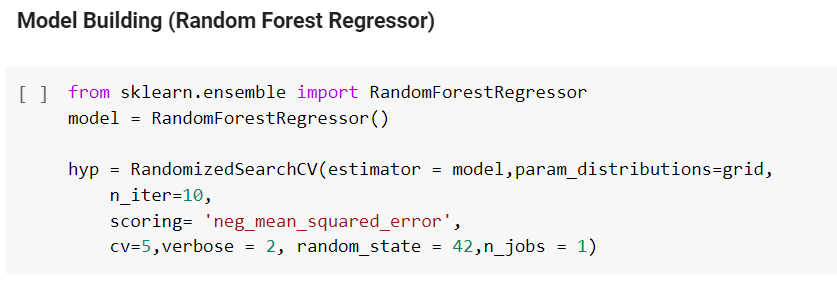 Model Building (Random Forest Regressor)
[ ] from sklearn.ensemble import RandomForestRegressor
model = RandomForestRegressor()
hyp = RandomizedSearchCV(estimator = model,param_distributions=grid,
n_iter=10,
scoring= 'neg_mean_squared_error',
cv=5,verbose = 2, random_state = 42,n_jobs = 1)